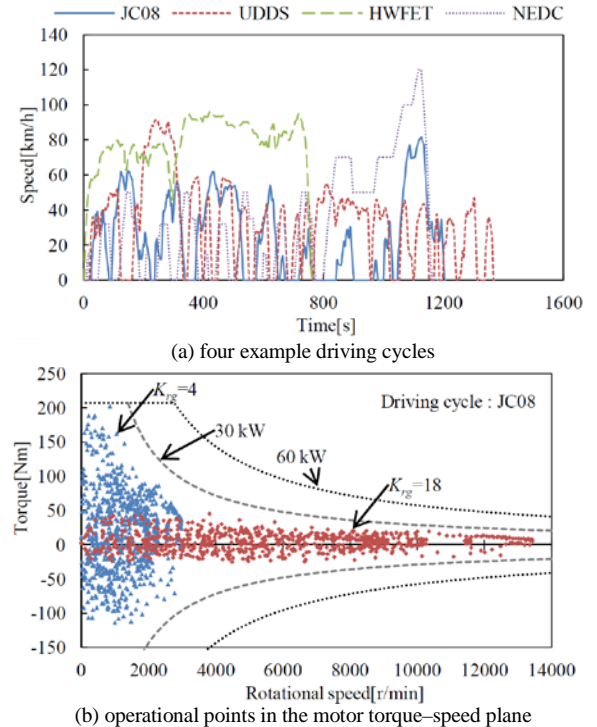 JC08 UDDS HWFET NEDC
140
120
100
80
60
40
20
0
Speed[km/h]
0 400 800 1200 1600
Time[s]
(a) four example driving cycles
250
200
150
100
50
0
-50
-100
-150
Torque[Nm]
Krg=4
30 kW
60 kW
Krg=18
Driving cycle : JC08
0 2000 4000 6000 8000 10000 12000 14000
Rotational speed[r/min]
(b) operational points in the motor torque–speed plane